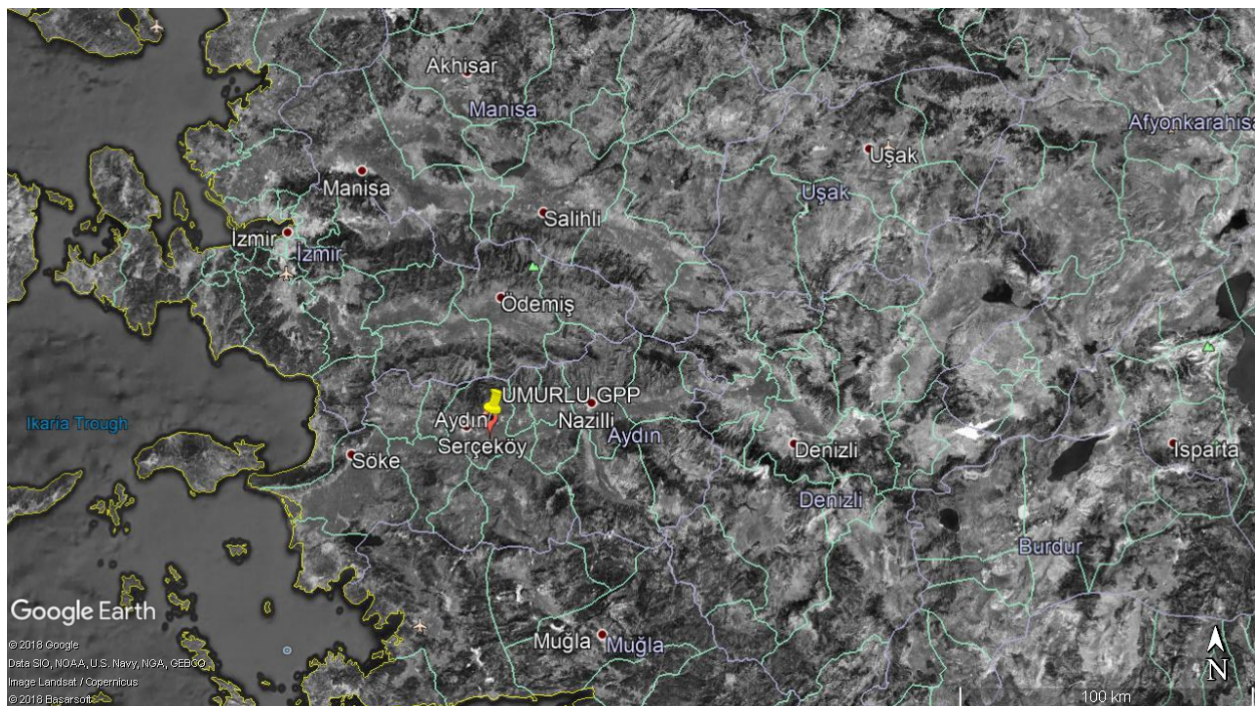 Akhisar
Manisa
Afyonkarahisa
Uşak
Manisa
Uşak
Salihli
İzmir
İzmir
Ödemiş
UMURLU GPP
Aydın
Nazilli
Ikaria Trough
Aydın
Serçeköy
Söke
Denizli
Isparta
Denizli
Burdur
Google Earth
Muğla
Muğla
© 2018 Google
Data SIO, NOAA, U.S. Navy, NGA, GEBCO
Image Landsat / Copernicus
© 2018 Basarsoft
100 km
N